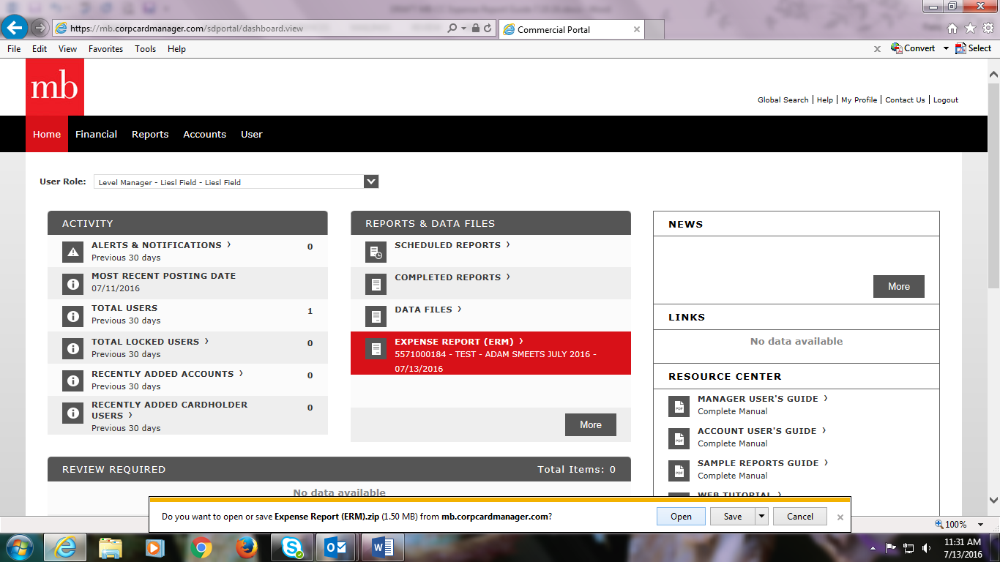 https://mb.corpcardmanager.com/sdportal/dashboard.view
Commercial Portal
File Edit View Favorites Tools Help
Convert
Select
mb
Global Search | Help | My Profile | Contact Us | Logout
Home Financial Reports Accounts User
User Role: Level Manager - Liesl Field - Liesl Field
ACTIVITY
ALERTS & NOTIFICATIONS › 0
Previous 30 days
MOST RECENT POSTING DATE
07/11/2016
TOTAL USERS 1
Previous 30 days
TOTAL LOCKED USERS › 0
Previous 30 days
RECENTLY ADDED ACCOUNTS › 0
Previous 30 days
RECENTLY ADDED CARDHOLDER
USERS › 0
Previous 30 days
REPORTS & DATA FILES
SCHEDULED REPORTS ›
COMPLETED REPORTS ›
DATA FILES ›
EXPENSE REPORT (ERM) ›
5571000184 - TEST - ADAM SMEETS JULY 2016 -
07/13/2016
More
NEWS
More
LINKS
No data available
RESOURCE CENTER
MANAGER USER'S GUIDE ›
Complete Manual
ACCOUNT USER'S GUIDE ›
Complete Manual
SAMPLE REPORTS GUIDE ›
Complete Manual
WEB TUTORIAL ›
REVIEW REQUIRED Total Items: 0
No data available
Do you want to open or save Expense Report (ERM).zip (1.50 MB) from mb.corpcardmanager.com?
Open Save Cancel
100%
11:31 AM
7/13/2016